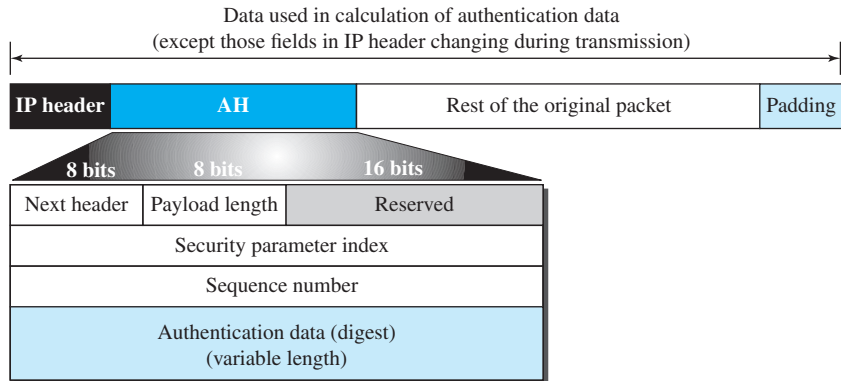 Data used in calculation of authentication data
(except those fields in IP header changing during transmission)
IP header AH Rest of the original packet Padding
8 bits 8 bits 16 bits
Next header Payload length Reserved
Security parameter index
Sequence number
Authentication data (digest)
(variable length)